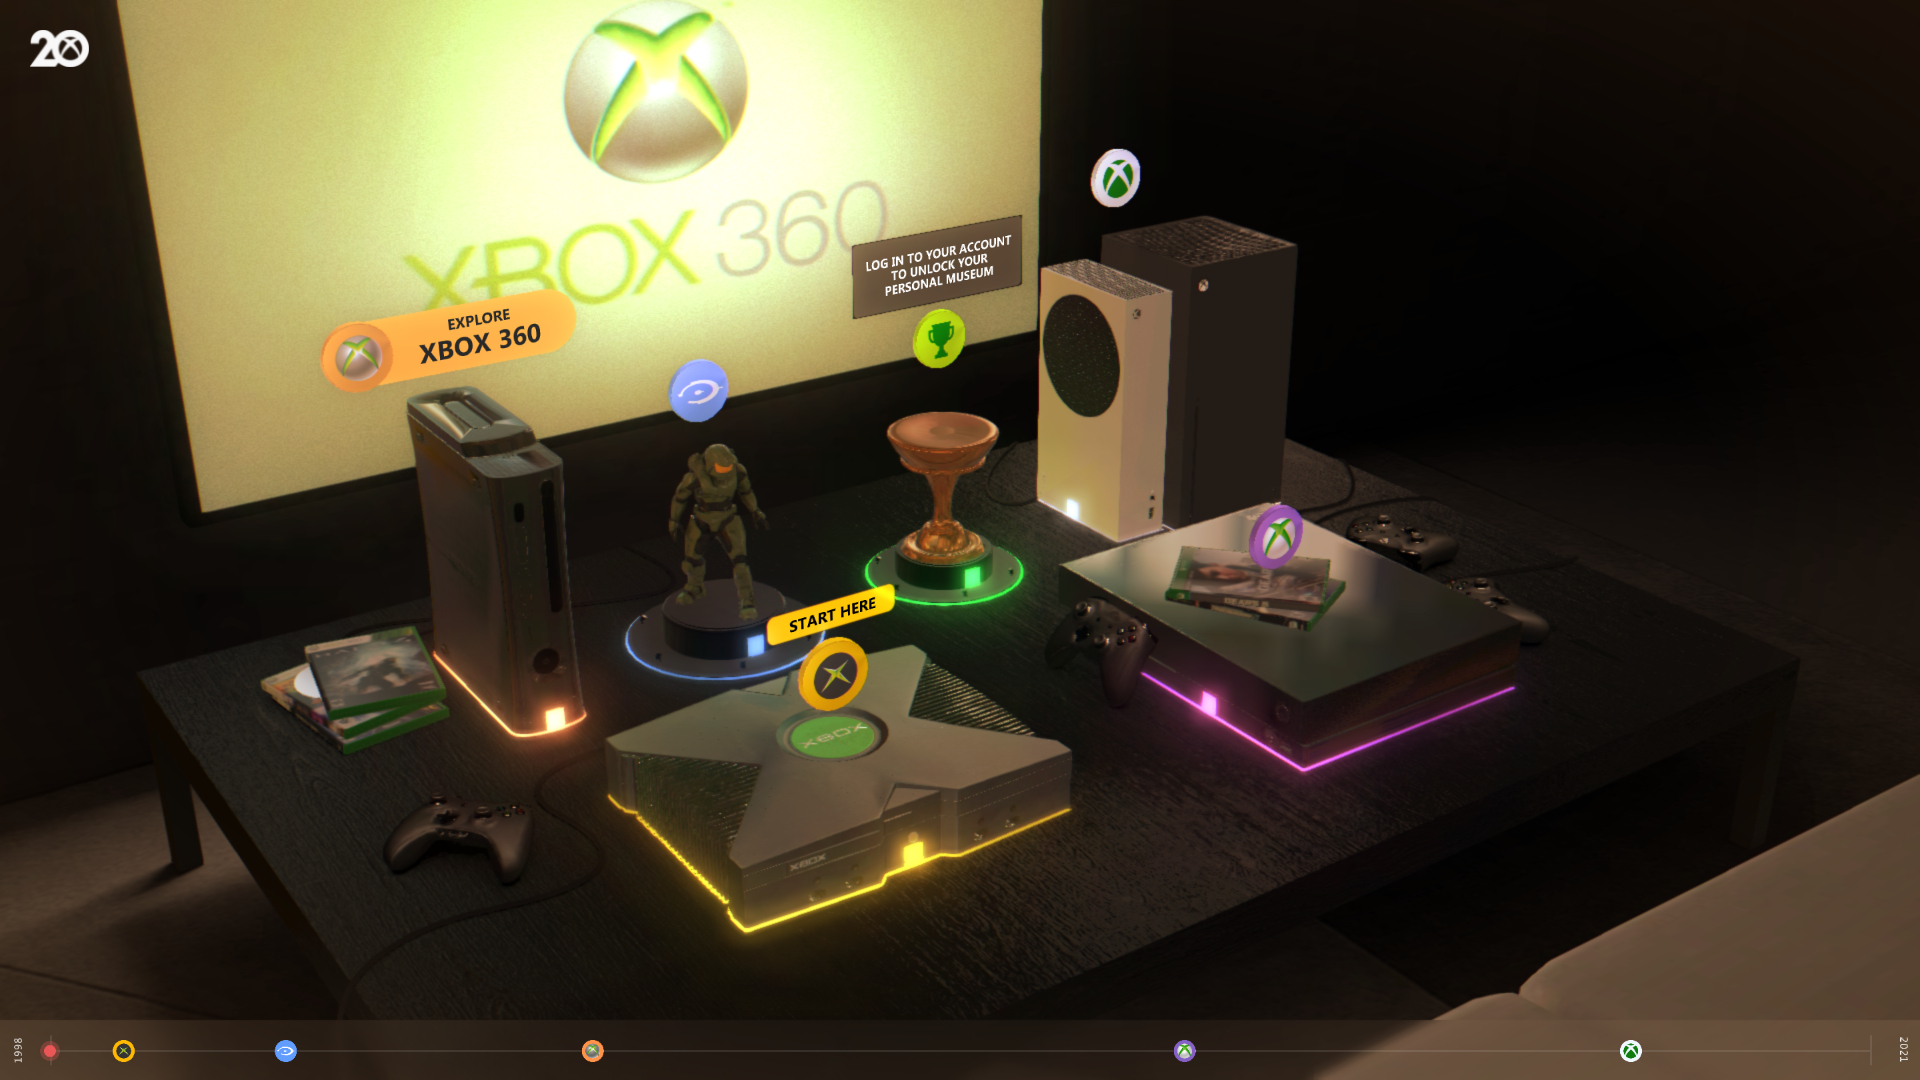 20
XBOX 360
LOG IN TO YOUR ACCOUNT
TO UNLOCK YOUR
PERSONAL MUSEUM
EXPLORE
XBOX 360
START HERE
XBOX
XBOX
1998
2021